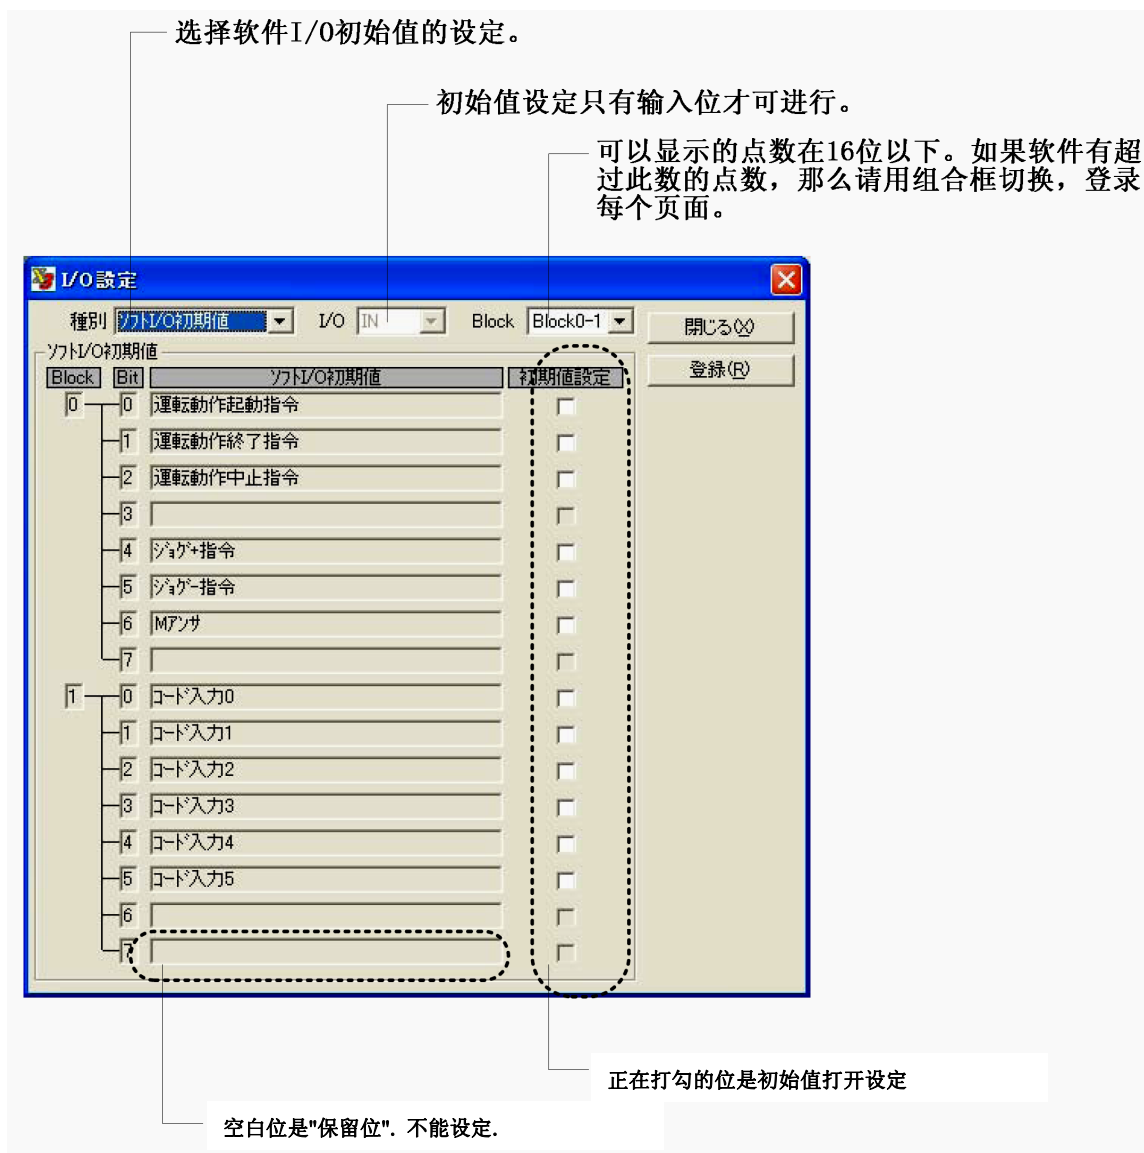 选择软件I/O初始值的设定。
初始值设定只有输入位才可进行。
可以显示的点数在16位以下。如果软件有超
过此数的点数，那么请用组合框切换，登录
每个页面。
I/O設定
種別 ｿﾌﾄI/O初期値 I/O IN Block Block0-1 閉じる(X)
ｿﾌﾄI/O初期値
登録(R)
Block Bit ｿﾌﾄI/O初期値 初期値設定
0 0 運転動作起動指令
1 運転動作終了指令
2 運転動作中止指令
3
4 ｼﾞｮｸﾞ+指令
5 ｼﾞｮｸﾞ-指令
6 Mｱﾝｻ
7
1 0 ｺｰﾄﾞ入力0
1 ｺｰﾄﾞ入力1
2 ｺｰﾄﾞ入力2
3 ｺｰﾄﾞ入力3
4 ｺｰﾄﾞ入力4
5 ｺｰﾄﾞ入力5
6
7
正在打勾的位是初始值打开设定
空白位是"保留位". 不能设定.